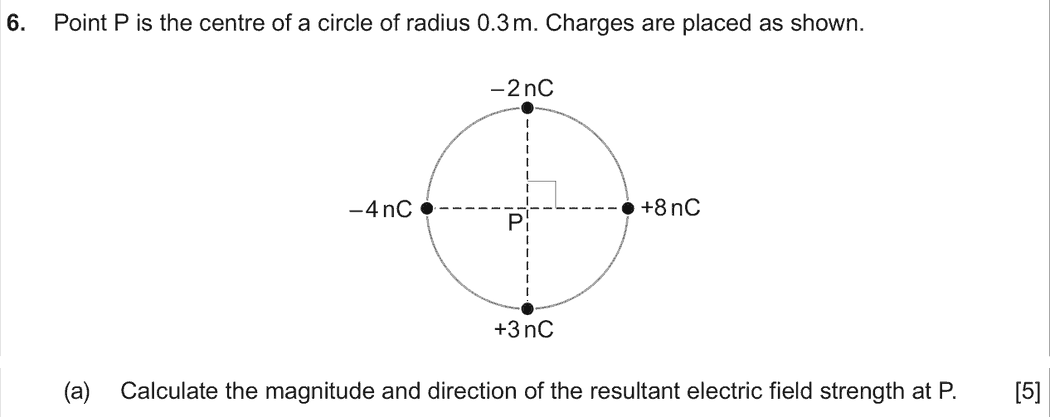 6. Point P is the centre of a circle of radius 0.3 m. Charges are placed as shown.
−2 nC
−4 nC
+8 nC
P
+3 nC
(a) Calculate the magnitude and direction of the resultant electric field strength at P. [5]